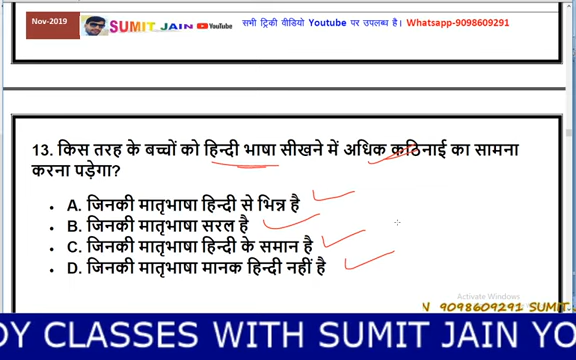 Nov-2019
SUMIT JAIN YouTube
सभी ट्रिकी वीडियो Youtube पर उपलब्ध है। Whatsapp-9098609291
13. किस तरह के बच्चों को हिन्दी भाषा सीखने में अधिक कठिनाई का सामना
करना पड़ेगा?
• A. जिनकी मातृभाषा हिन्दी से भिन्न है
• B. जिनकी मातृभाषा सरल है
• C. जिनकी मातृभाषा हिन्दी के समान है
• D. जिनकी मातृभाषा मानक हिन्दी नहीं है
Activate Windows
9098609291 SUMIT
DY CLASSES WITH SUMIT JAIN YO